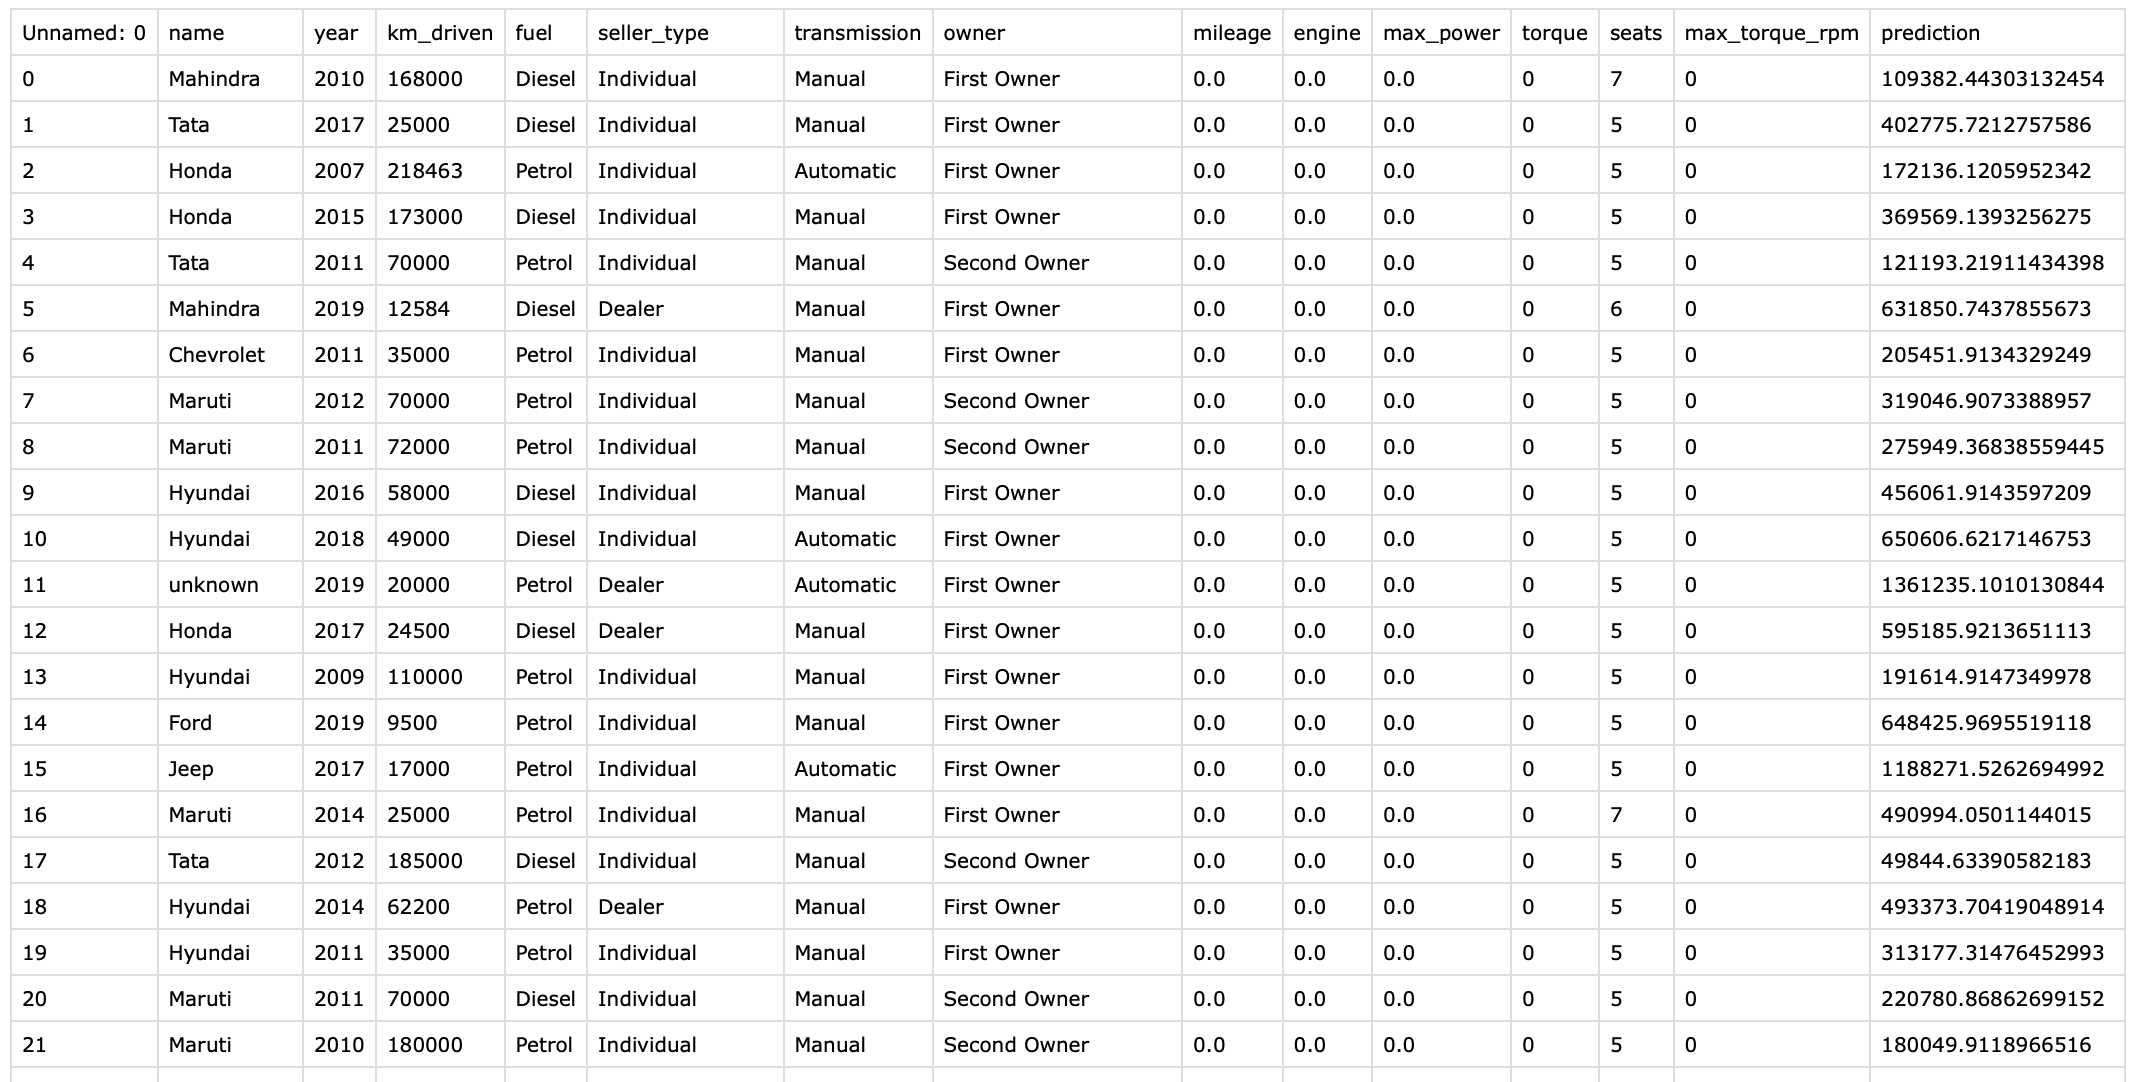 Unnamed: 0 name year km_driven fuel seller_type transmission owner mileage engine max_power torque seats max_torque_rpm prediction
0 Mahindra 2010 168000 Diesel Individual Manual First Owner 0.0 0.0 0.0 0 7 0 109382.44303132454
1 Tata 2017 25000 Diesel Individual Manual First Owner 0.0 0.0 0.0 0 5 0 402775.7212757586
2 Honda 2007 218463 Petrol Individual Automatic First Owner 0.0 0.0 0.0 0 5 0 172136.1205952342
3 Honda 2015 173000 Diesel Individual Manual First Owner 0.0 0.0 0.0 0 5 0 369569.1393256275
4 Tata 2011 70000 Petrol Individual Manual Second Owner 0.0 0.0 0.0 0 5 0 121193.21911434398
5 Mahindra 2019 12584 Diesel Dealer Manual First Owner 0.0 0.0 0.0 0 6 0 631850.7437855673
6 Chevrolet 2011 35000 Petrol Individual Manual First Owner 0.0 0.0 0.0 0 5 0 205451.9134329249
7 Maruti 2012 70000 Petrol Individual Manual Second Owner 0.0 0.0 0.0 0 5 0 319046.9073388957
8 Maruti 2011 72000 Petrol Individual Manual Second Owner 0.0 0.0 0.0 0 5 0 275949.36838559445
9 Hyundai 2016 58000 Diesel Individual Manual First Owner 0.0 0.0 0.0 0 5 0 456061.9143597209
10 Hyundai 2018 49000 Diesel Individual Automatic First Owner 0.0 0.0 0.0 0 5 0 650606.6217146753
11 unknown 2019 20000 Petrol Dealer Automatic First Owner 0.0 0.0 0.0 0 5 0 1361235.1010130844
12 Honda 2017 24500 Diesel Dealer Manual First Owner 0.0 0.0 0.0 0 5 0 595185.9213651113
13 Hyundai 2009 110000 Petrol Individual Manual First Owner 0.0 0.0 0.0 0 5 0 191614.9147349978
14 Ford 2019 9500 Petrol Individual Manual First Owner 0.0 0.0 0.0 0 5 0 648425.9695519118
15 Jeep 2017 17000 Petrol Individual Automatic First Owner 0.0 0.0 0.0 0 5 0 1188271.5262694992
16 Maruti 2014 25000 Petrol Individual Manual First Owner 0.0 0.0 0.0 0 7 0 490994.0501144015
17 Tata 2012 185000 Diesel Individual Manual Second Owner 0.0 0.0 0.0 0 5 0 49844.63390582183
18 Hyundai 2014 62200 Petrol Dealer Manual First Owner 0.0 0.0 0.0 0 5 0 493373.70419048914
19 Hyundai 2011 35000 Petrol Individual Manual First Owner 0.0 0.0 0.0 0 5 0 313177.31476452993
20 Maruti 2011 70000 Diesel Individual Manual Second Owner 0.0 0.0 0.0 0 5 0 220780.86862699152
21 Maruti 2010 180000 Petrol Individual Manual Second Owner 0.0 0.0 0.0 0 5 0 180049.9118966516